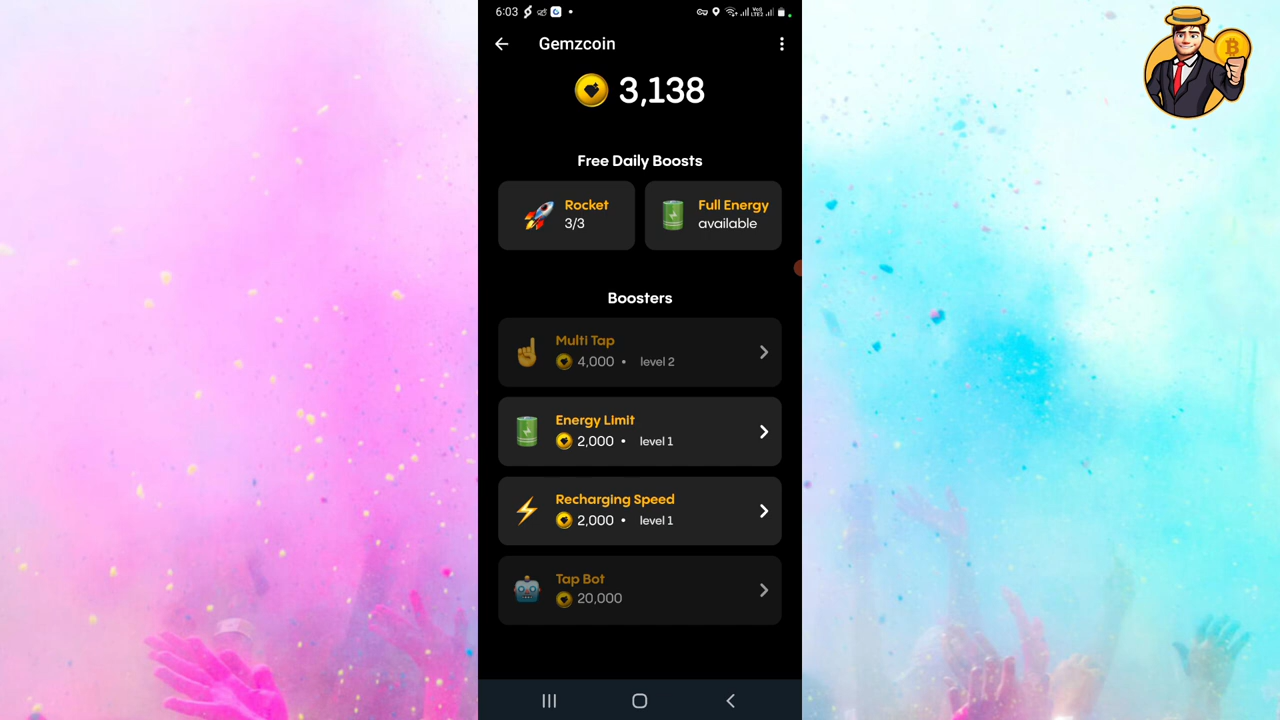 6:03
Gemzcoin
3,138
Free Daily Boosts
Rocket
3/3
Full Energy
available
Boosters
Multi Tap
4,000 • level 2
Energy Limit
2,000 • level 1
Recharging Speed
2,000 • level 1
Tap Bot
20,000